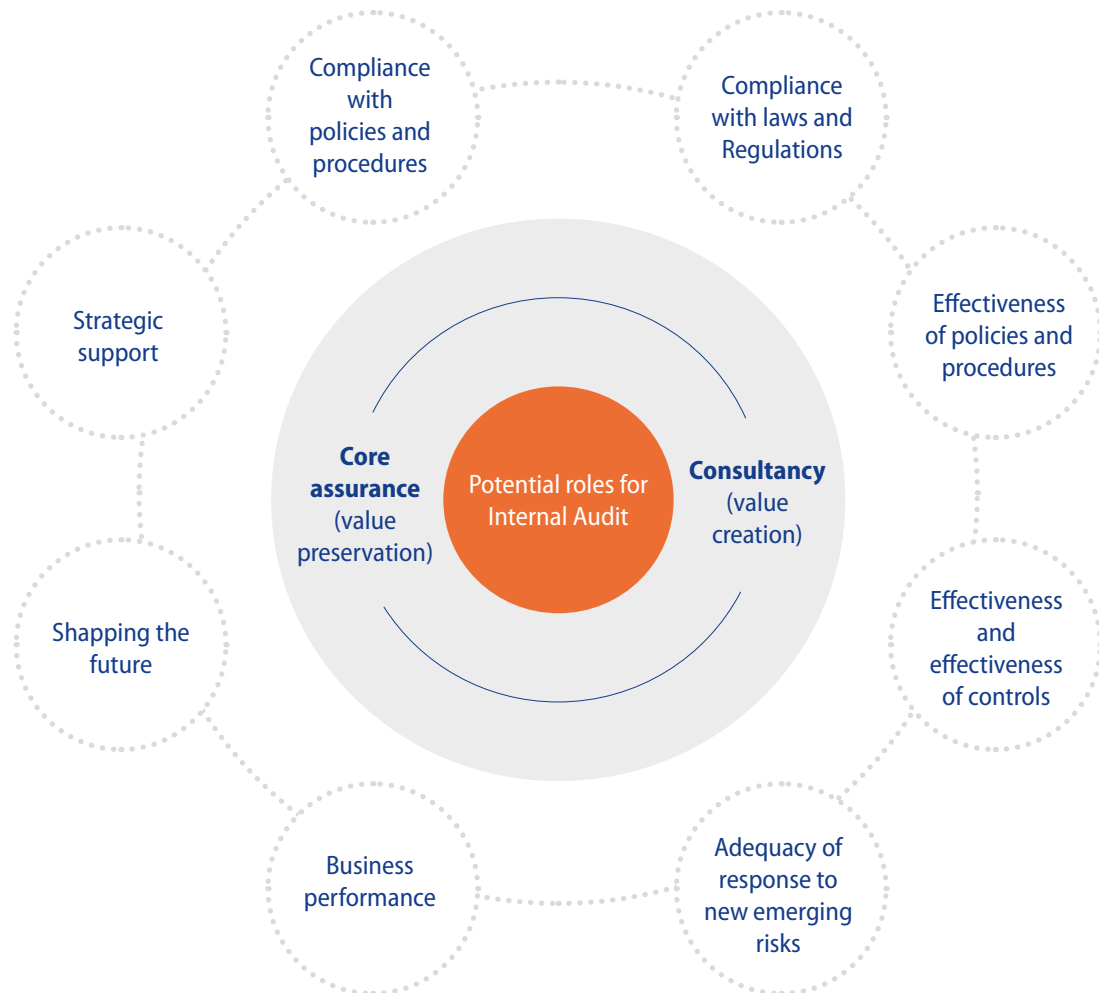 Compliance
with
policies and
procedures
Compliance
with laws and
Regulations
Strategic
support
Effectiveness
of policies and
procedures
Core
assurance
(value
preservation)
Potential roles for
Internal Audit
Consultancy
(value
creation)
Shapping the
future
Effectiveness
and
effectiveness
of controls
Business
performance
Adequacy of
response to
new emerging
risks